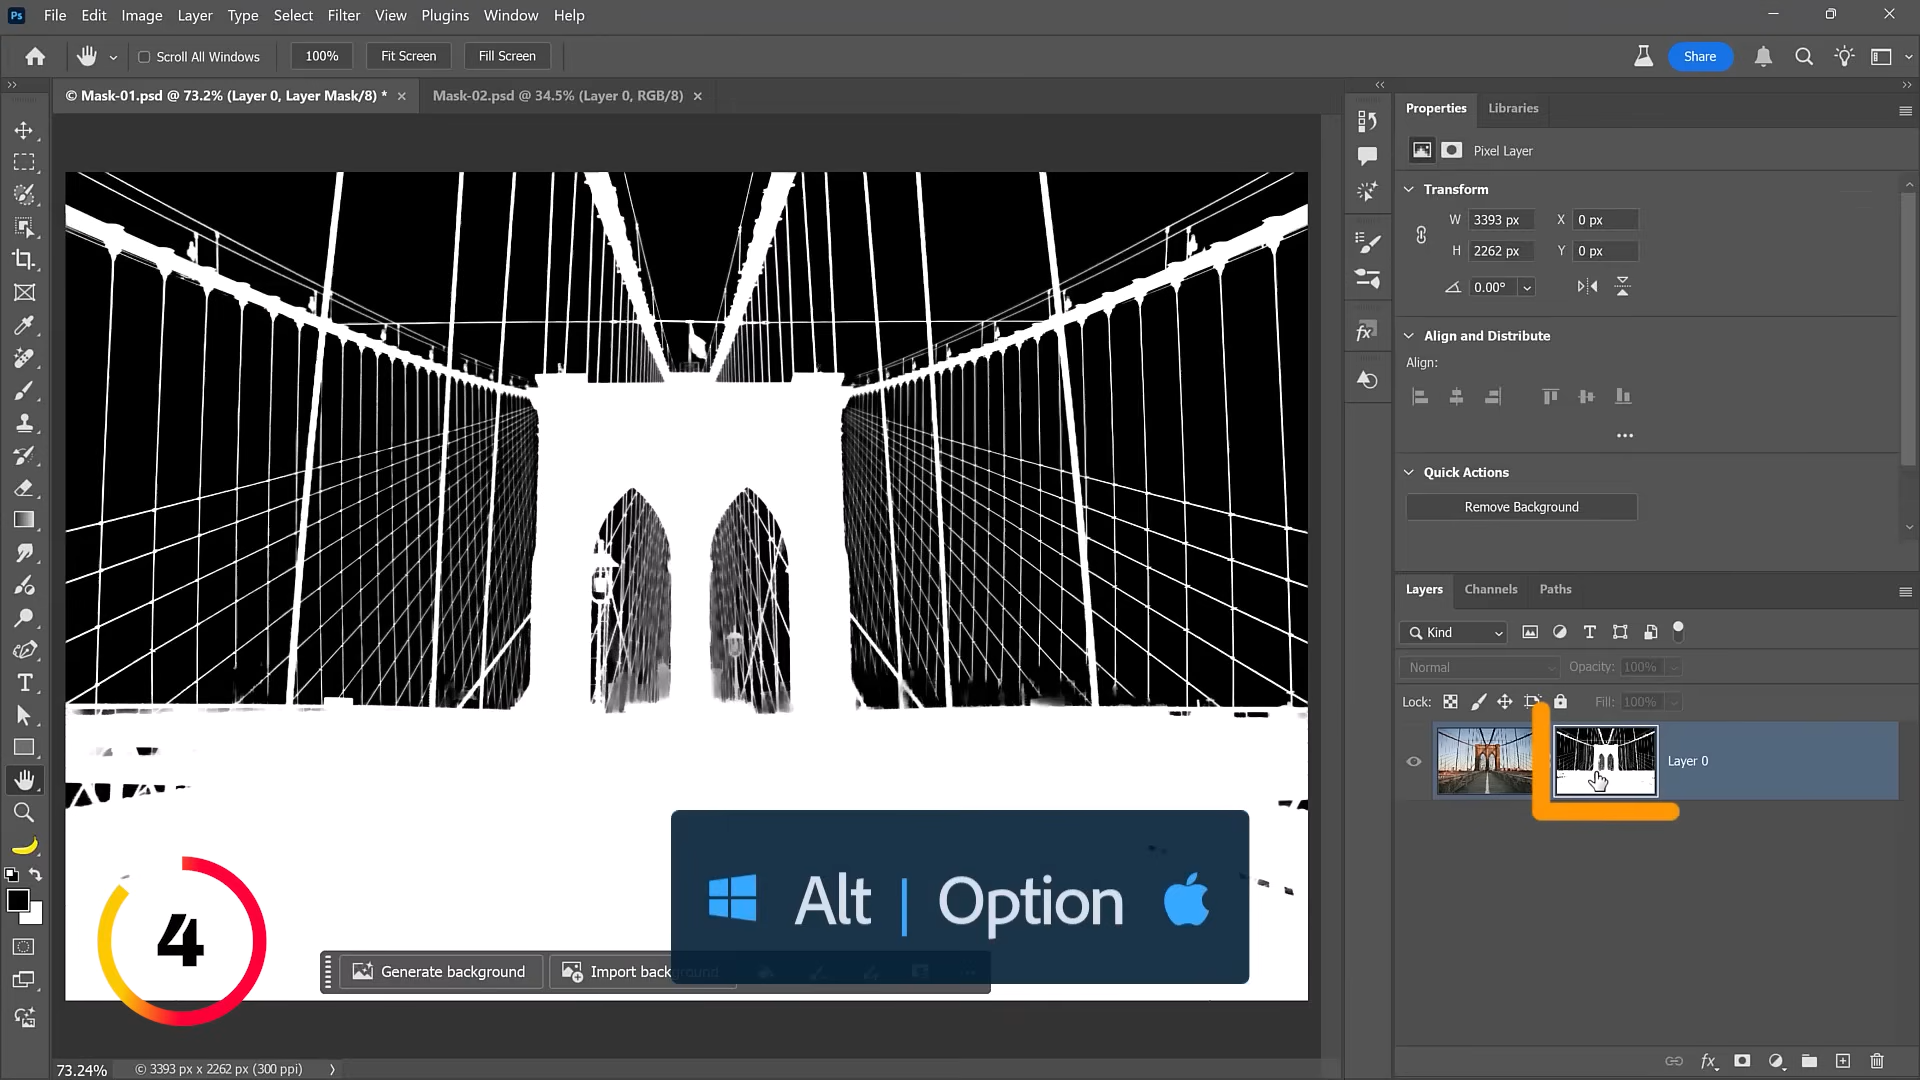 Ps File Edit Image Layer Type Select Filter View Plugins Window Help
Scroll All Windows 100% Fit Screen Fill Screen Share
© Mask-01.psd @ 73.2% (Layer 0, Layer Mask/8) * × Mask-02.psd @ 34.5% (Layer 0, RGB/8) ×
Properties Libraries
Pixel Layer
Transform
W 3393 px X 0 px
H 2262 px Y 0 px
0.00°
Align and Distribute
Align:
Quick Actions
Remove Background
Layers Channels Paths
Kind
Normal Opacity: 100%
Lock: Fill: 100%
Layer 0
Alt | Option
4
Generate background Import background
73.24% © 3393 px x 2262 px (300 ppi)